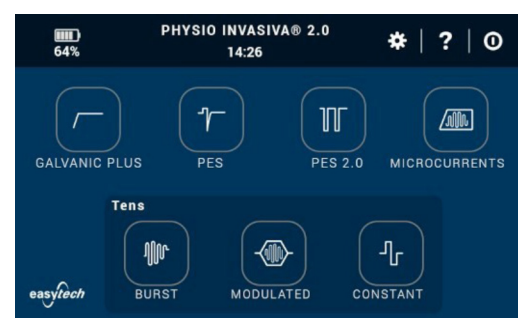 PHYSIO INVASIVA® 2.0
64%
14:26
?
GALVANIC PLUS
PES
PES 2.0
MICROCURRENTS
Tens
BURST
MODULATED
CONSTANT
easytech